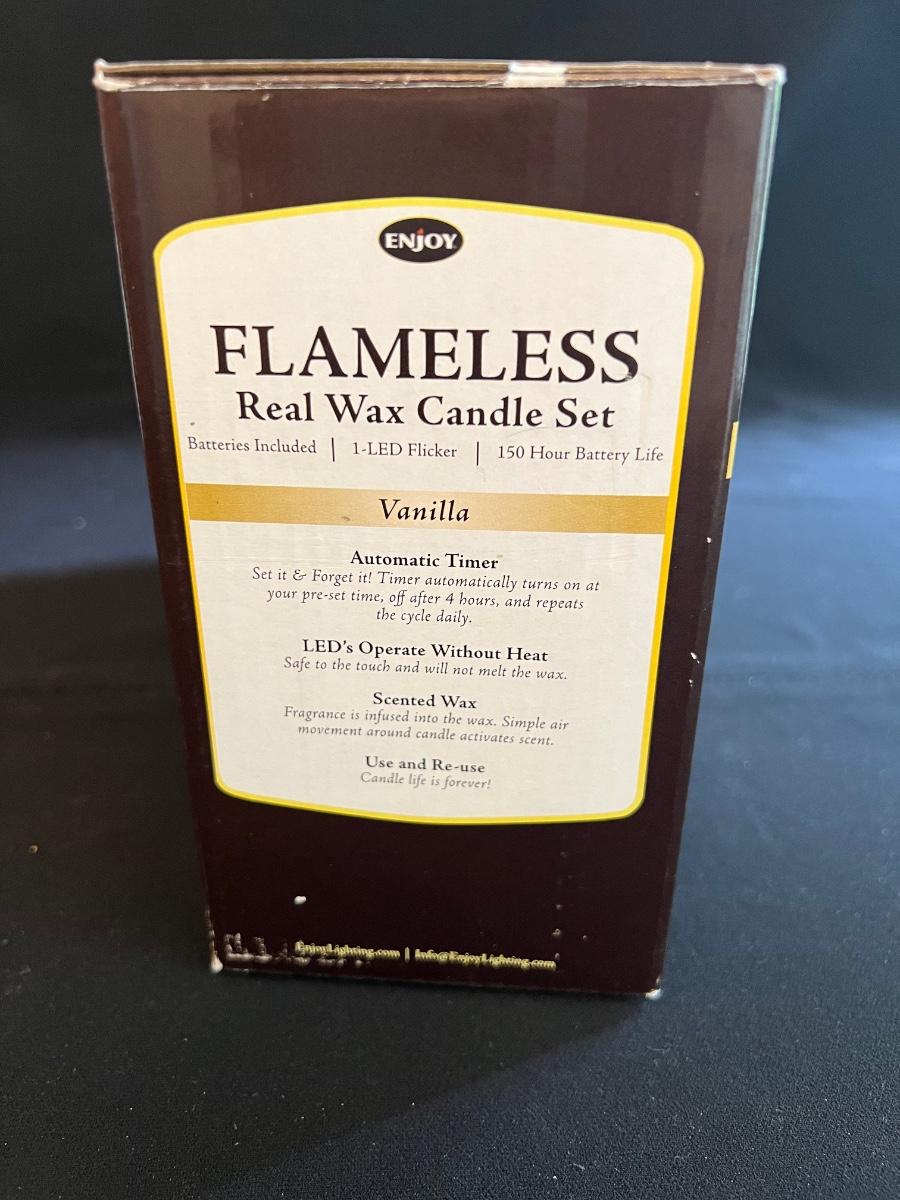 ENJOY
FLAMELESS
Real Wax Candle Set
Batteries Included | 1-LED Flicker | 150 Hour Battery Life
Vanilla
Automatic Timer
Set it & Forget it! Timer automatically turns on at
your pre-set time, off after 4 hours, and repeats
the cycle daily.
LED's Operate Without Heat
Safe to the touch and will not melt the wax.
Scented Wax
Fragrance is infused into the wax. Simple air
movement around candle activates scent.
Use and Re-use
Candle life is forever!
EnjoyLighting.com | Info@EnjoyLighting.com